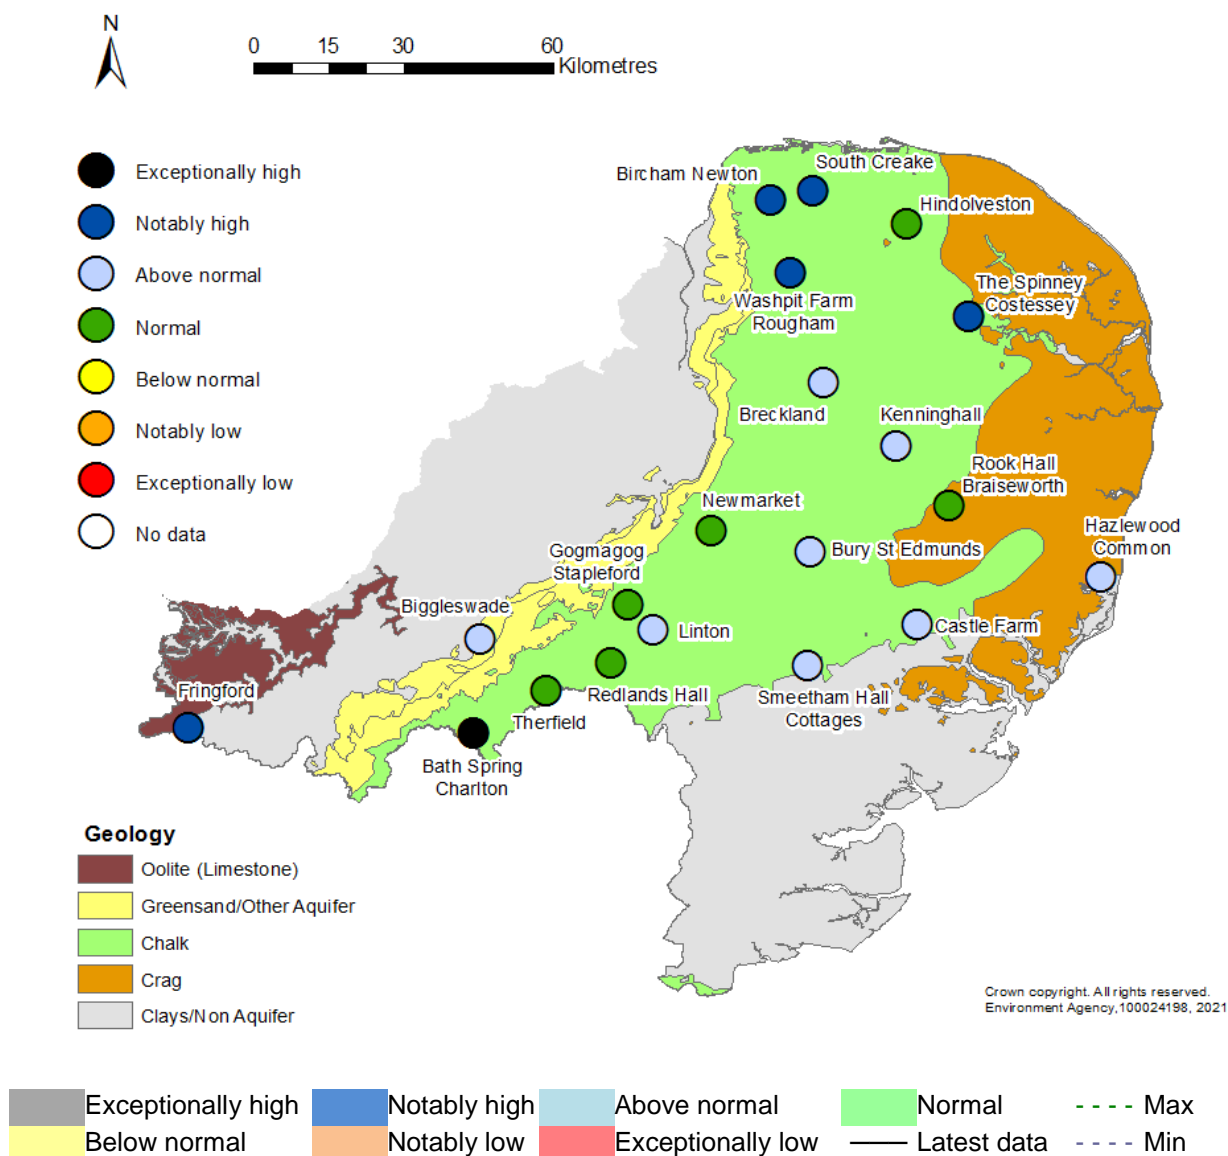 N
0 15 30 60
Kilometres
Exceptionally high
Notably high
Above normal
Normal
Below normal
Notably low
Exceptionally low
No data
South Creake
Bircham Newton
Hindolveston
The Spinney
Costessey
Washpit Farm
Rougham
Breckland
Kenninghall
Rook Hall
Braiseworth
Newmarket
Hazlewood
Common
Gogmagog
Stapleford
Bury St Edmunds
Biggleswade
Linton
Castle Farm
Fringford
Redlands Hall
Smeetham Hall
Cottages
Therfield
Bath Spring
Charlton
Geology
Oolite (Limestone)
Greensand/Other Aquifer
Chalk
Crag
Clays/Non Aquifer
Crown copyright. All rights reserved.
Environment Agency,100024198, 2021
Exceptionally high Notably high Above normal Normal Max
Below normal Notably low Exceptionally low Latest data Min